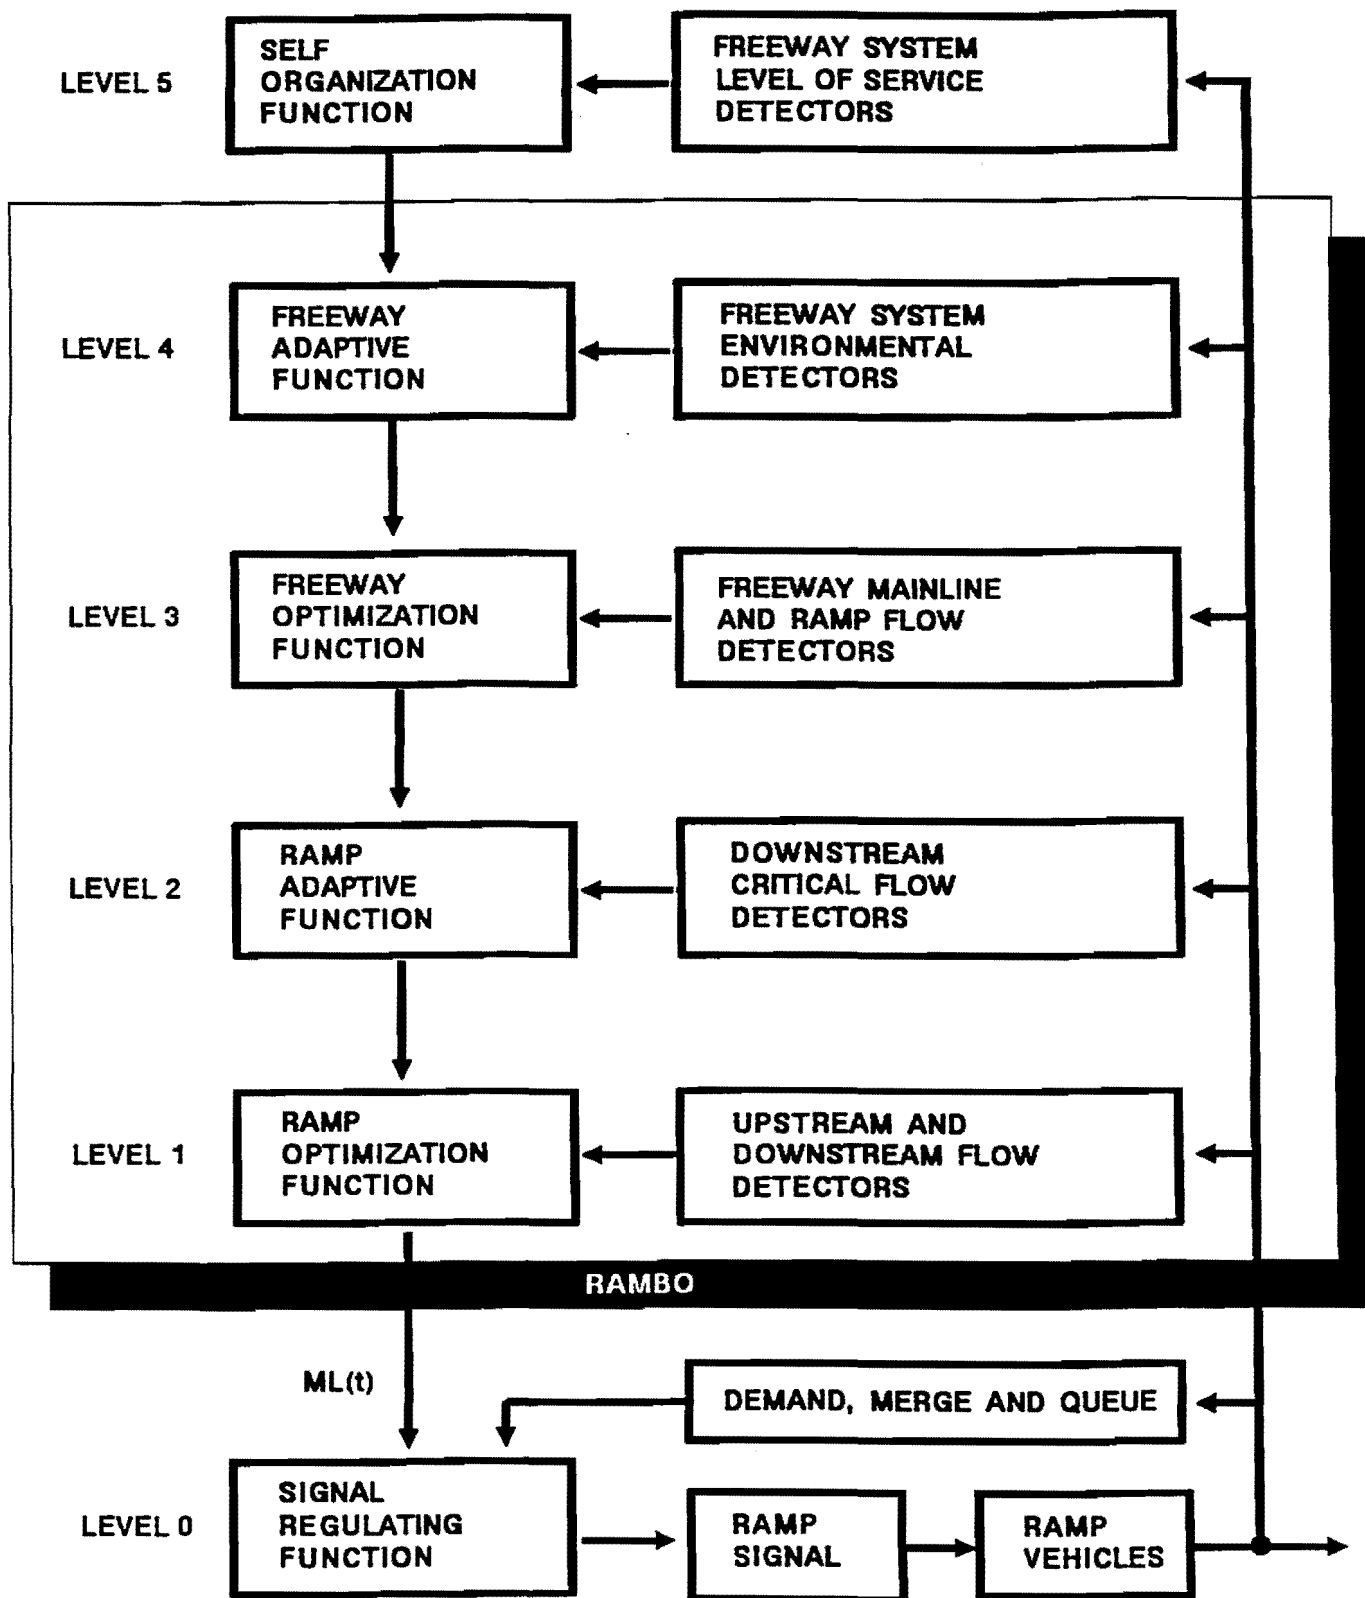 LEVEL 5
SELF
ORGANIZATION
FUNCTION
FREEWAY SYSTEM
LEVEL OF SERVICE
DETECTORS
LEVEL 4
FREEWAY
ADAPTIVE
FUNCTION
FREEWAY SYSTEM
ENVIRONMENTAL
DETECTORS
LEVEL 3
FREEWAY
OPTIMIZATION
FUNCTION
FREEWAY MAINLINE
AND RAMP FLOW
DETECTORS
LEVEL 2
RAMP
ADAPTIVE
FUNCTION
DOWNSTREAM
CRITICAL FLOW
DETECTORS
LEVEL 1
RAMP
OPTIMIZATION
FUNCTION
UPSTREAM AND
DOWNSTREAM FLOW
DETECTORS
RAMBO
ML(t)
DEMAND, MERGE AND QUEUE
LEVEL 0
SIGNAL
REGULATING
FUNCTION
RAMP
SIGNAL
RAMP
VEHICLES